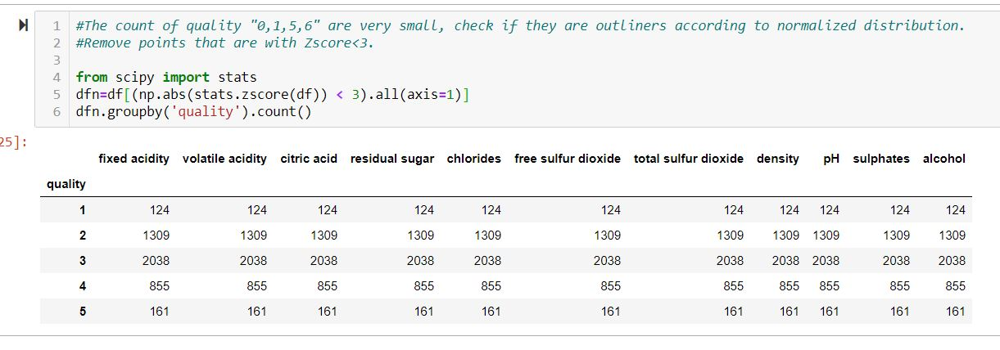 1 #The count of quality "0,1,5,6" are very small, check if they are outliners according to normalized distribution.
2 #Remove points that are with Zscore<3.
3
4 from scipy import stats
5 dfn=df[(np.abs(stats.zscore(df)) < 3).all(axis=1)]
6 dfn.groupby('quality').count()
25]:
fixed acidity volatile acidity citric acid residual sugar chlorides free sulfur dioxide total sulfur dioxide density pH sulphates alcohol
quality
1 124 124 124 124 124 124 124 124 124 124 124
2 1309 1309 1309 1309 1309 1309 1309 1309 1309 1309 1309
3 2038 2038 2038 2038 2038 2038 2038 2038 2038 2038 2038
4 855 855 855 855 855 855 855 855 855 855 855
5 161 161 161 161 161 161 161 161 161 161 161